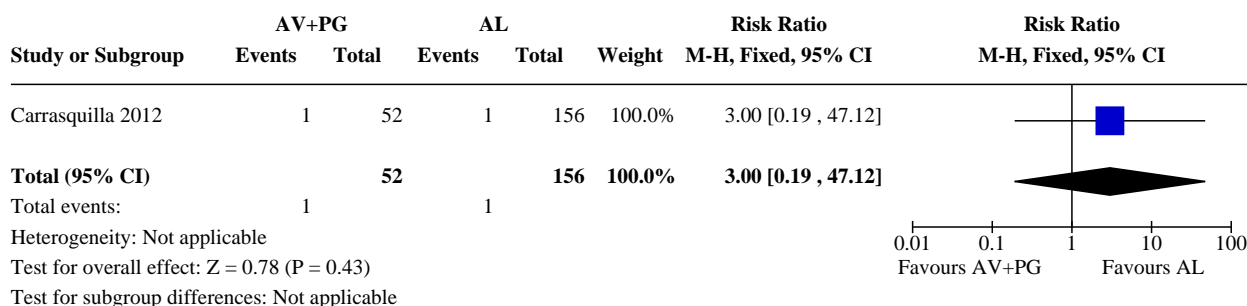 AV+PG AL Risk Ratio Risk Ratio
Study or Subgroup Events Total Events Total Weight M-H, Fixed, 95% CI M-H, Fixed, 95% CI
Carrasquilla 2012 1 52 1 156 100.0% 3.00 [0.19 , 47.12]
Total (95% CI) 52 156 100.0% 3.00 [0.19 , 47.12]
Total events: 1 1
Heterogeneity: Not applicable
Test for overall effect: Z = 0.78 (P = 0.43)
Test for subgroup differences: Not applicable
0.01 0.1 1 10 100
Favours AV+PG Favours AL